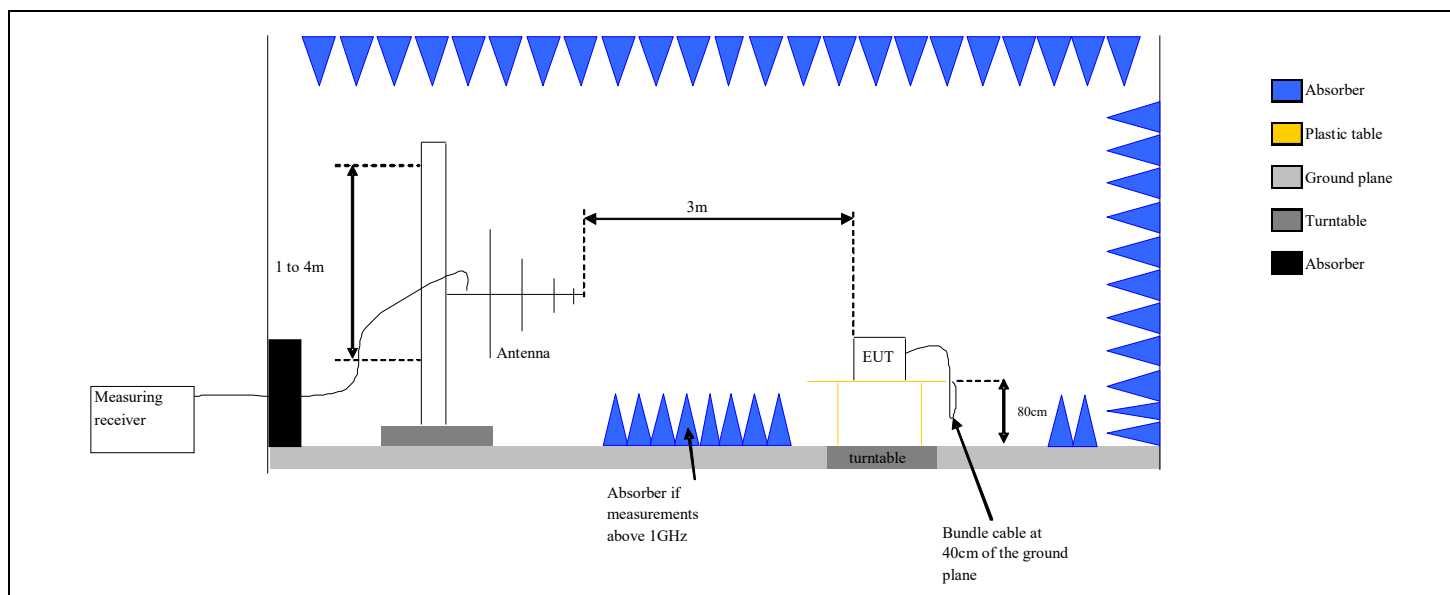 Absorber
Plastic table
Ground plane
Turntable
Absorber
3m
1 to 4m
Antenna
EUT
Measuring
receiver
80cm
turntable
Absorber if
measurements
above 1GHz
Bundle cable at
40cm of the ground
plane